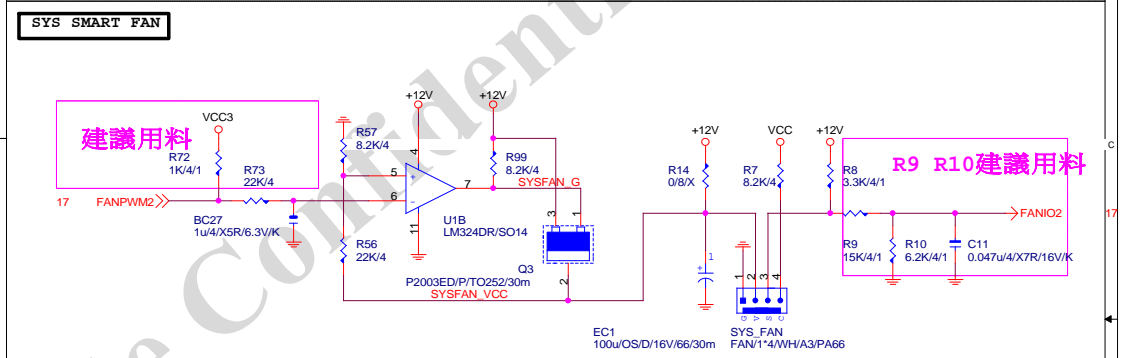 SYS SMART FAN
Confidenti
建議用料
VCC3
R72
1K/4/1
R73
22K/4
17
FANPWM2
BC27
1u/4/X5R/6.3V/K
R57
8.2K/4
R56
22K/4
+12V
4
5
+
6
-
7
11
U1B
LM324DR/SO14
+12V
R99
8.2K/4
SYSFAN_G
3
1
2
Q3
P2003ED/P/TO252/30m
SYSFAN_VCC
+12V
R14
0/8/X
VCC
R7
8.2K/4
+12V
R8
3.3K/4/1
R9 R10建議用料
R9
15K/4/1
R10
6.2K/4/1
C11
0.047u/4/X7R/16V/K
FANIO2
17
C
+
1
EC1
100u/OS/D/16V/66/30m
1
2
3
4
G
V
S
C
SYS_FAN
FAN/1*4/WH/A3/PA66